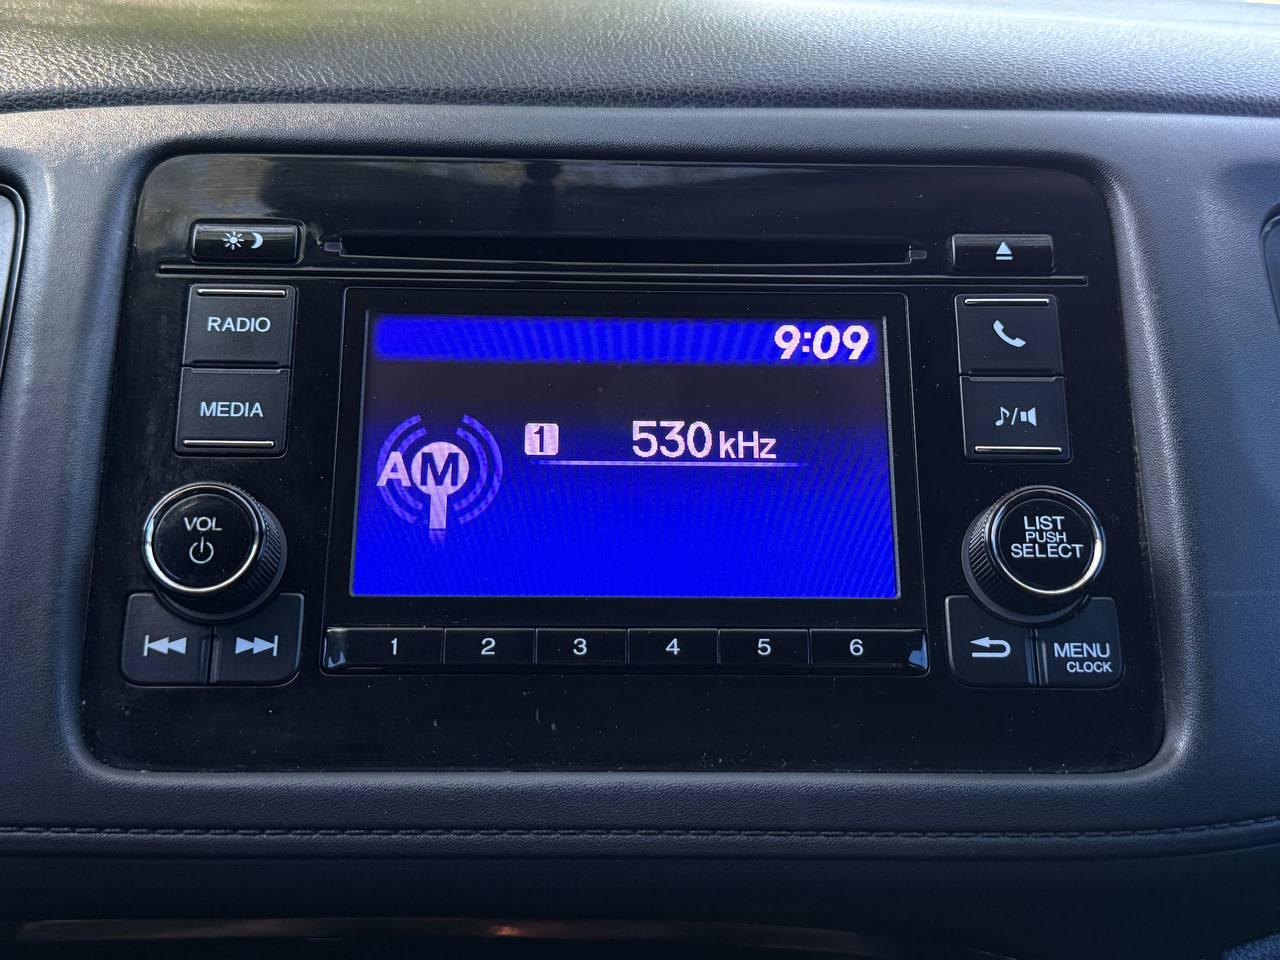 RADIO
MEDIA
VOL
9:09
AM
1 530 kHz
LIST
PUSH
SELECT
1 2 3 4 5 6
MENU
CLOCK